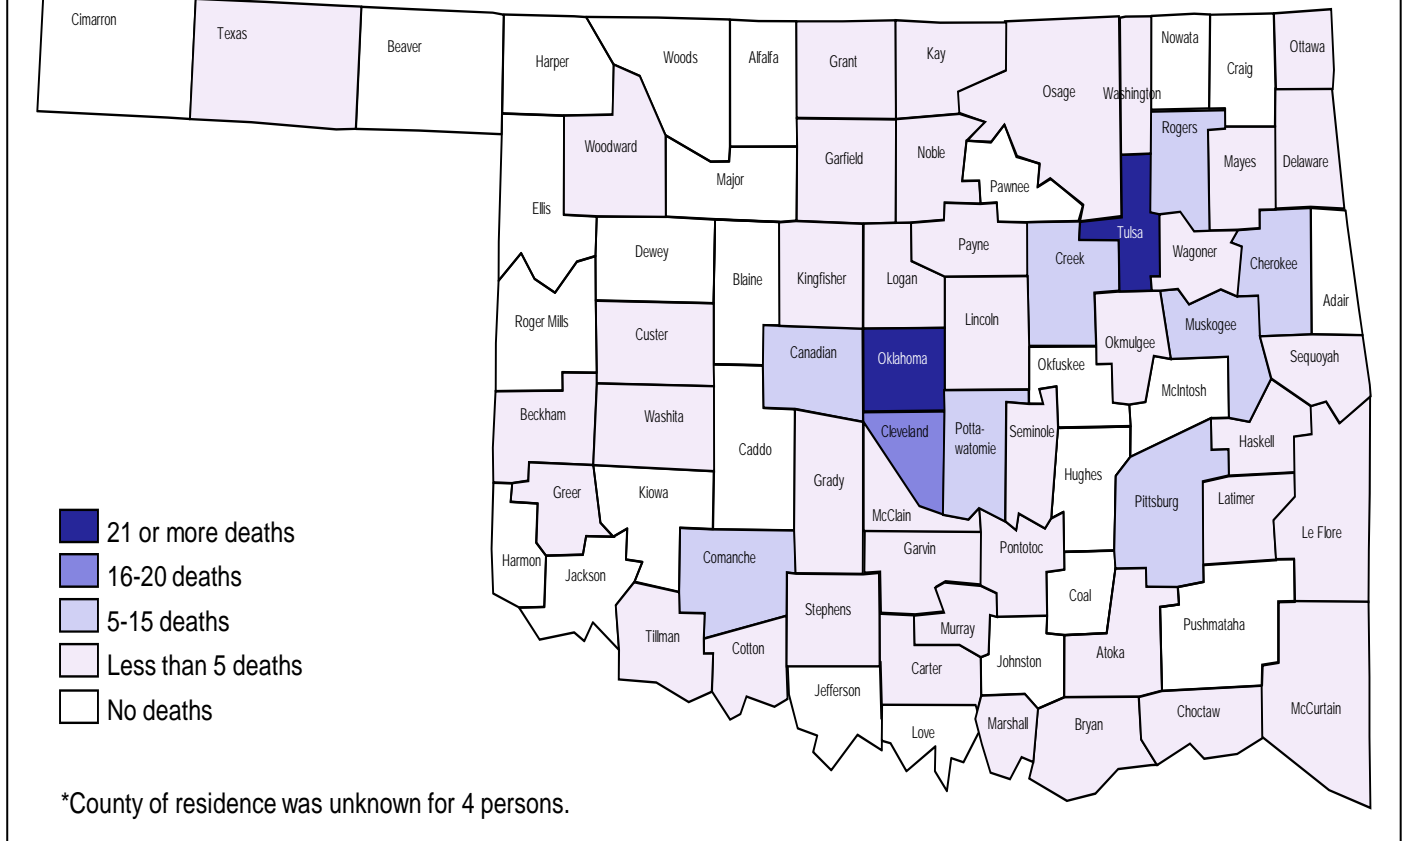 Cimarron
Texas
Beaver
Harper
Woods
Alfalfa
Grant
Kay
Osage
Washington
Nowata
Craig
Ottawa
Woodward
Major
Garfield
Noble
Pawnee
Rogers
Mayes
Delaware
Ellis
Dewey
Blaine
Kingfisher
Logan
Payne
Creek
Tulsa
Wagoner
Cherokee
Adair
Roger Mills
Custer
Canadian
Oklahoma
Lincoln
Okfuskee
Okmulgee
Muskogee
McIntosh
Sequoyah
Beckham
Washita
Caddo
Grady
Cleveland
Potta-
watomie
Seminole
Hughes
Pittsburg
Haskell
Greer
Kiowa
McClain
Latimer
Le Flore
Harmon
Jackson
Comanche
Garvin
Pontotoc
Coal
Pushmataha
Tillman
Cotton
Stephens
Murray
Carter
Johnston
Atoka
Jefferson
Love
Marshall
Bryan
Choctaw
McCurtain
21 or more deaths
16-20 deaths
5-15 deaths
Less than 5 deaths
No deaths
*County of residence was unknown for 4 persons.